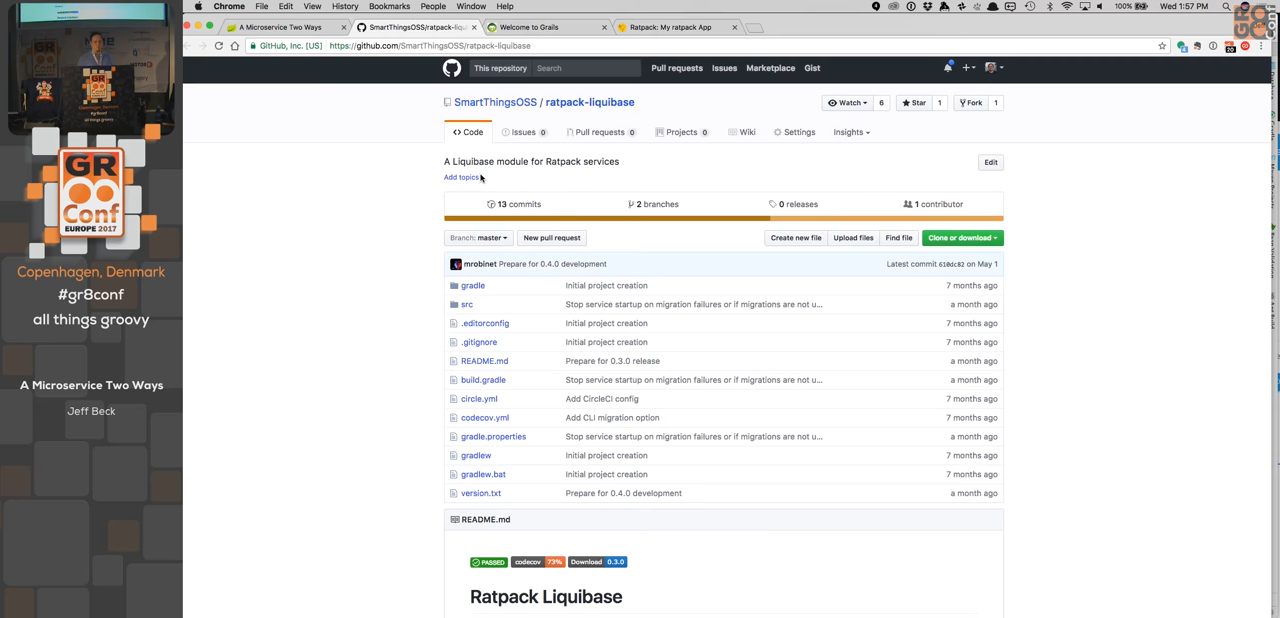 Chrome File Edit View History Bookmarks People Window Help
100% Wed 1:57 PM
A Microservice Two Ways
SmartThingsOSS/ratpack-liqui
Welcome to Grails
Ratpack: My ratpack App
GitHub, Inc. [US] https://github.com/SmartThingsOSS/ratpack-liquibase
This repository Search
Pull requests Issues Marketplace Gist
SmartThingsOSS / ratpack-liquibase
Watch 6 Star 1 Fork 1
Code Issues 0 Pull requests 0 Projects 0 Wiki Settings Insights
A Liquibase module for Ratpack services
Edit
Add topics
13 commits 2 branches 0 releases 1 contributor
Branch: master New pull request Create new file Upload files Find file Clone or download
mrobinet Prepare for 0.4.0 development Latest commit 610dc82 on May 1
gradle Initial project creation 7 months ago
src Stop service startup on migration failures or if migrations are not u... a month ago
.editorconfig Initial project creation 7 months ago
.gitignore Initial project creation 7 months ago
README.md Prepare for 0.3.0 release a month ago
build.gradle Stop service startup on migration failures or if migrations are not u... a month ago
circle.yml Add CircleCI config 7 months ago
codecov.yml Add CLI migration option 7 months ago
gradle.properties Stop service startup on migration failures or if migrations are not u... a month ago
gradlew Initial project creation 7 months ago
gradlew.bat Initial project creation 7 months ago
version.txt Prepare for 0.4.0 development a month ago
README.md
PASSED codecov 73% Download 0.3.0
Ratpack Liquibase
GR
Conf
EUROPE 2017
Copenhagen, Denmark
#gr8conf
all things groovy
A Microservice Two Ways
Jeff Beck